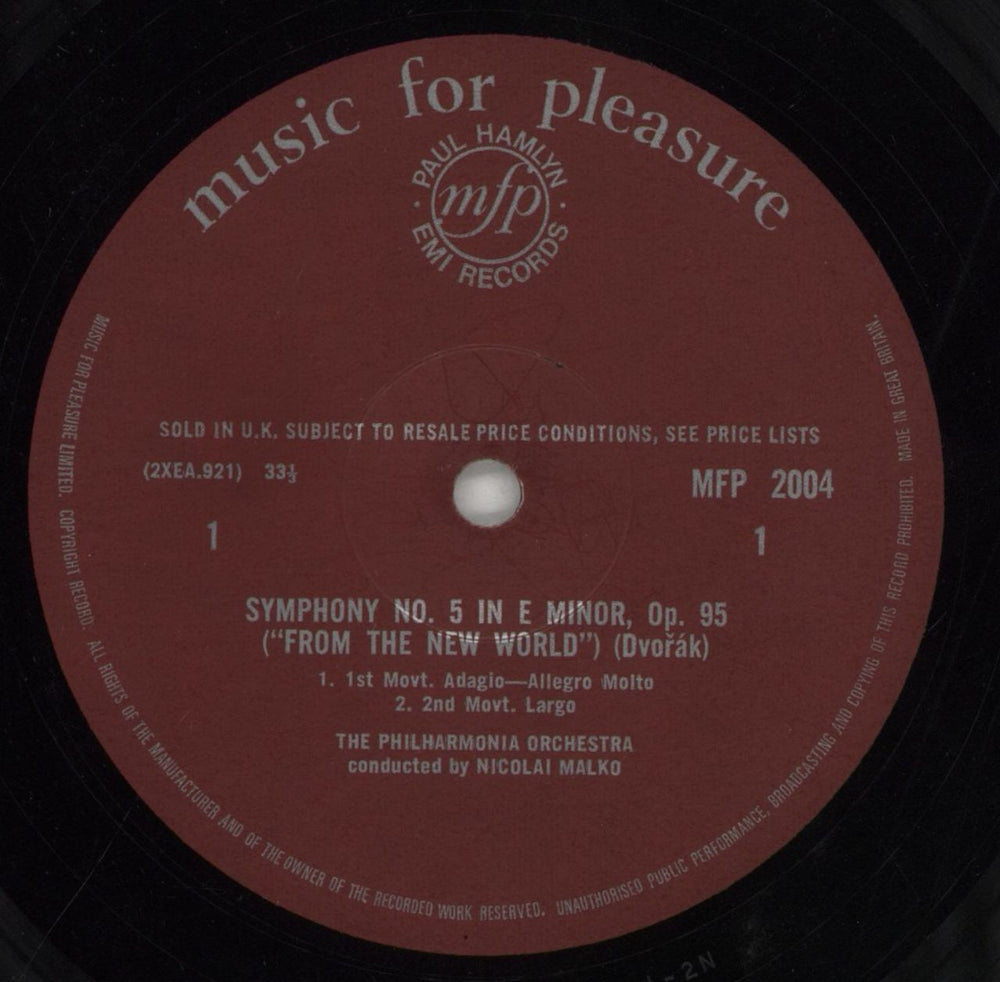 music for pleasure
PAUL HAMLYN
mfp
· EMI RECORDS ·
SOLD IN U.K. SUBJECT TO RESALE PRICE CONDITIONS, SEE PRICE LISTS
(2XEA.921) 33⅓ MFP 2004
1 1
SYMPHONY NO. 5 IN E MINOR, Op. 95
("FROM THE NEW WORLD") (Dvořák)
1. 1st Movt. Adagio—Allegro Molto
2. 2nd Movt. Largo
THE PHILHARMONIA ORCHESTRA
conducted by NICOLAI MALKO
MUSIC FOR PLEASURE LIMITED. COPYRIGHT RECORD. ALL RIGHTS OF THE MANUFACTURER AND OF THE OWNER OF THE RECORDED WORK RESERVED. UNAUTHORISED PUBLIC PERFORMANCE, BROADCASTING AND COPYING OF THIS RECORD PROHIBITED. MADE IN GREAT BRITAIN.
-2N